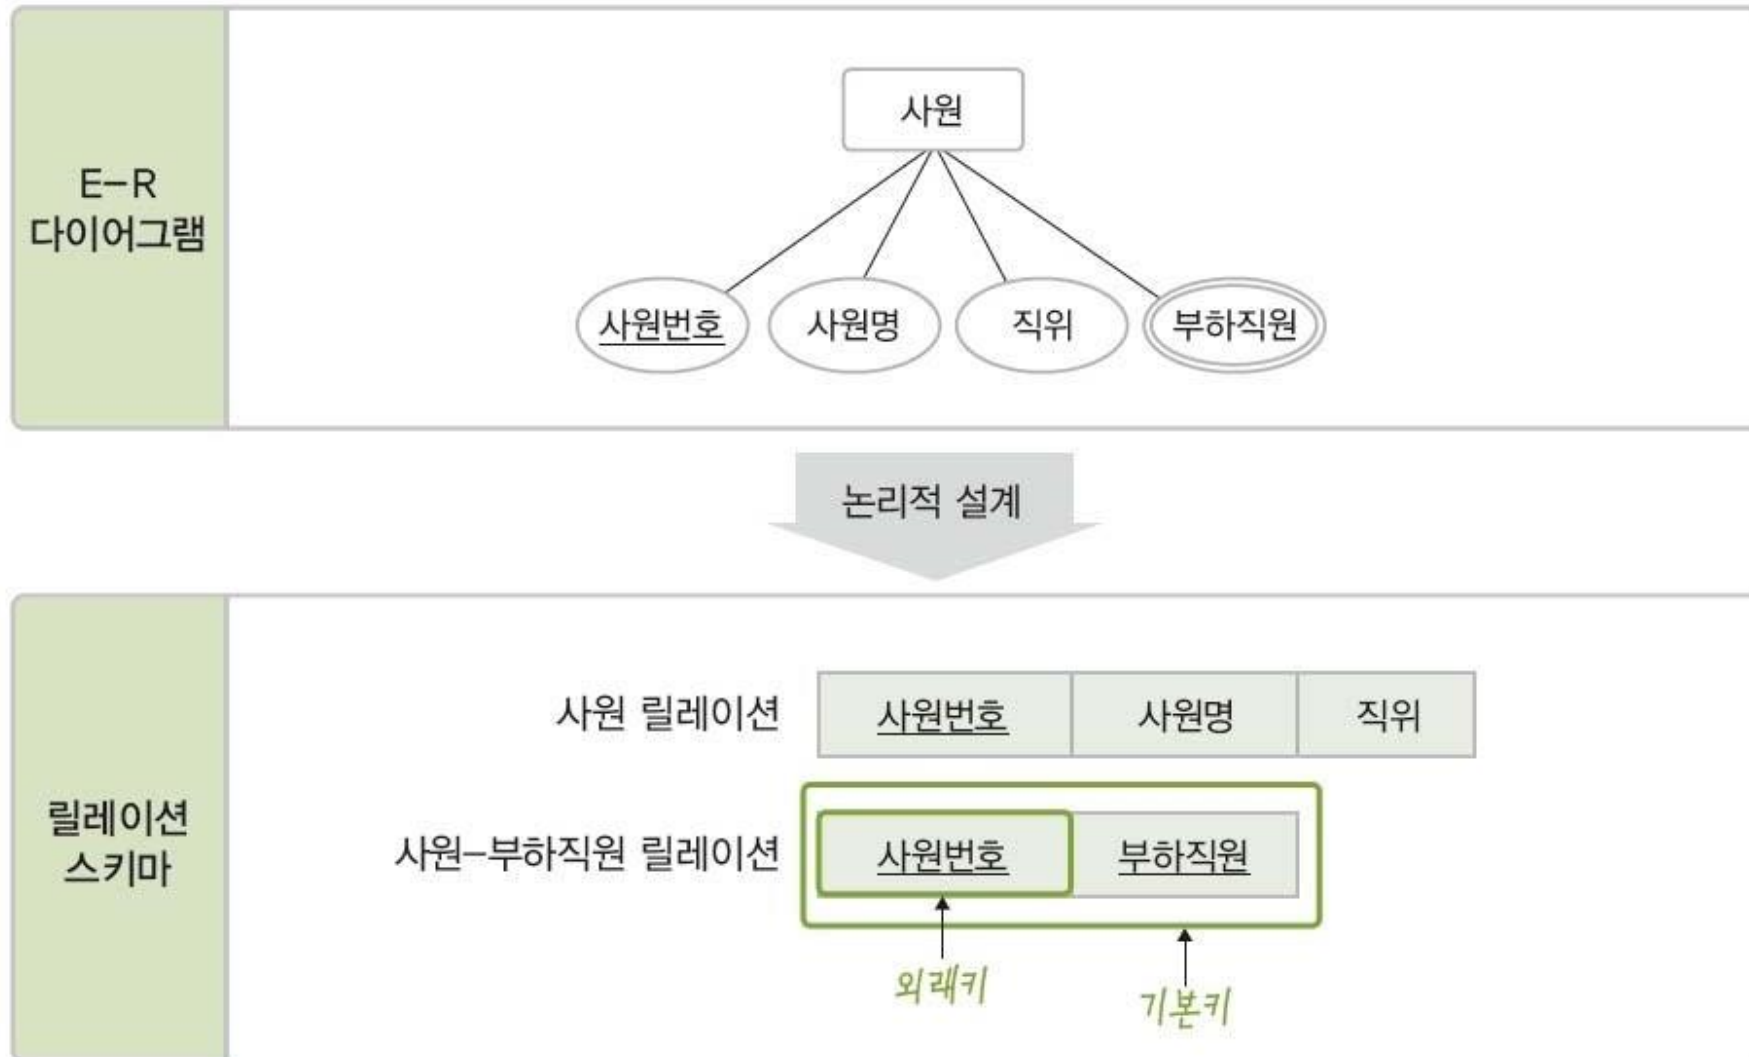 E-R
다이어그램
사원
사원번호 사원명 직위 부하직원
논리적 설계
릴레이션
스키마
사원 릴레이션 사원번호 사원명 직위
사원-부하직원 릴레이션 사원번호 부하직원
외래키
기본키